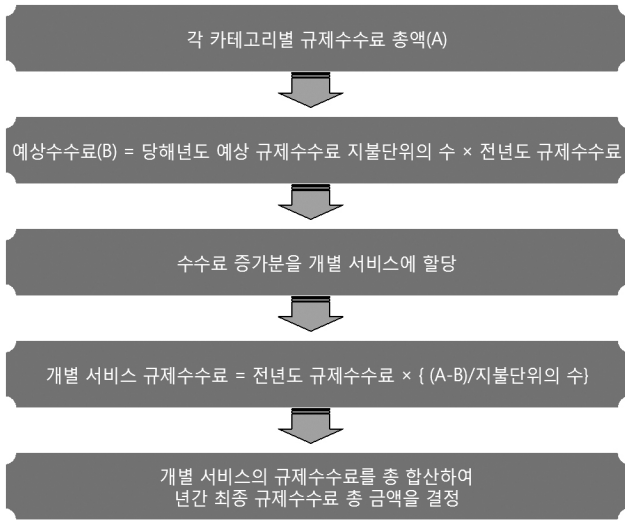 각 카테고리별 규제수수료 총액(A)
예상수수료(B) = 당해년도 예상 규제수수료 지불단위의 수 × 전년도 규제수수료
수수료 증가분을 개별 서비스에 할당
개별 서비스 규제수수료 = 전년도 규제수수료 × { (A-B)/지불단위의 수}
개별 서비스의 규제수수료를 총 합산하여
년간 최종 규제수수료 총 금액을 결정